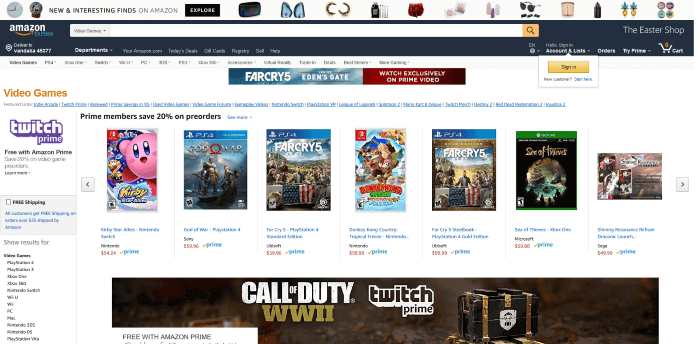 NEW & INTERESTING FINDS ON AMAZON EXPLORE
amazon
Video Games
The Easter Shop
Deliver to
vandalia 45377
Departments
Your Amazon.com Today's Deals Gift Cards Registry Sell Help
EN
Hello. Sign in
Account & Lists
Orders
Try Prime
0
Cart
Video Games PS4 Xbox One Switch Wii U PC 3DS PS3 Xbox 360 Accessories Virtual Reality Trade-In Deals Best Sellers More Gaming
Sign in
New customer? Start here.
FARCRY5
INSIDE
EDEN'S GATE
WATCH EXCLUSIVELY
ON PRIME VIDEO
Video Games
Featured Links: Indie Arcade | Twitch Prime | Renewed | Prime Savings in VG | Used Video Games | Video Game Forums | Gameplay Videos | Nintendo Switch | Playstation VR | League of Legends | Splatoon 2 | Mario Kart 8 Deluxe | Twitch Merch | Destiny 2 | Red Dead Redemption 2
twitch
prime
Free with Amazon Prime
Save 20% on video game
preorders
Learn more ›
FREE Shipping
All customers get FREE Shipping on
orders over $25 shipped by
Amazon
Show results for
Video Games
PlayStation 4
PlayStation 3
Xbox One
Xbox 360
Nintendo Switch
Wii U
Wii
PC
Mac
Nintendo 3DS
Nintendo DS
PlayStation Vita
Prime members save 20% on preorders See more ›
Kirby Star Allies - Nintendo
Switch
Nintendo
$54.24 prime
God of War - PlayStation 4
Sony
$59.96 prime
Far Cry 5 - PlayStation 4
Standard Edition
Ubisoft
$59.96 prime
Donkey Kong Country:
Tropical Freeze - Nintendo...
Nintendo
$59.99 prime
Far Cry 5 Steelbook -
PlayStation 4 Gold Edition
Ubisoft
$99.99 prime
Sea of Thieves - Xbox One
Microsoft
$59.88 prime
Shining Resonance Refrain
Draconic Launch...
Sega
$49.99 prime
CALL OF DUTY
WWII
twitch
prime
FREE WITH AMAZON PRIME